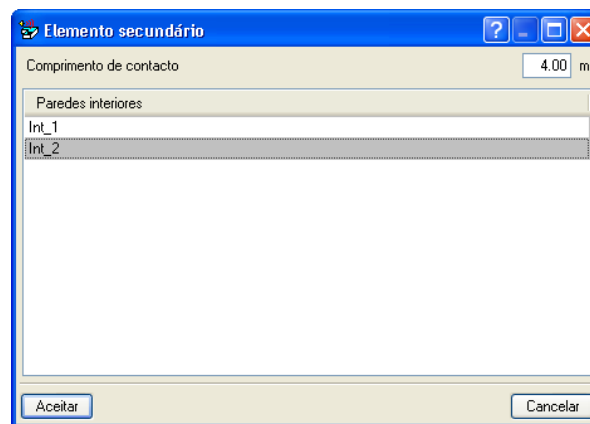 Elemento secundário
Comprimento de contacto 4.00 m
Paredes interiores
Int_1
Int_2
Aceitar Cancelar